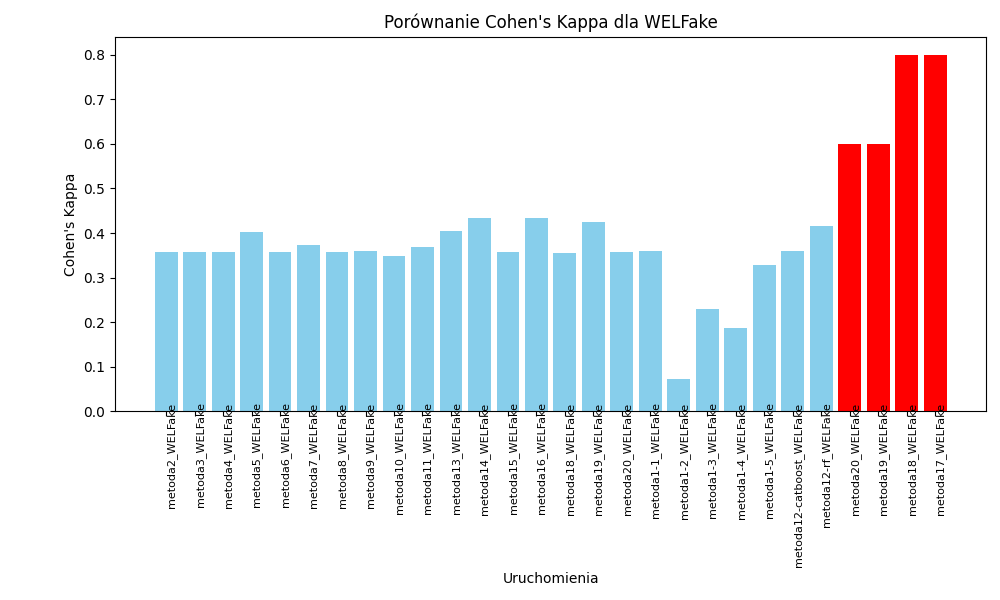 Porównanie Cohen's Kappa dla WELFake
Cohen's Kappa
0.8
0.7
0.6
0.5
0.4
0.3
0.2
0.1
0.0
metoda2_WELFake
metoda3_WELFake
metoda4_WELFake
metoda5_WELFake
metoda6_WELFake
metoda7_WELFake
metoda8_WELFake
metoda9_WELFake
metoda10_WELFake
metoda11_WELFake
metoda13_WELFake
metoda14_WELFake
metoda15_WELFake
metoda16_WELFake
metoda18_WELFake
metoda19_WELFake
metoda20_WELFake
metoda1-1_WELFake
metoda1-2_WELFake
metoda1-3_WELFake
metoda1-4_WELFake
metoda1-5_WELFake
metoda12-catboost_WELFake
metoda12-rf_WELFake
metoda20_WELFake
metoda19_WELFake
metoda18_WELFake
metoda17_WELFake
Uruchomienia